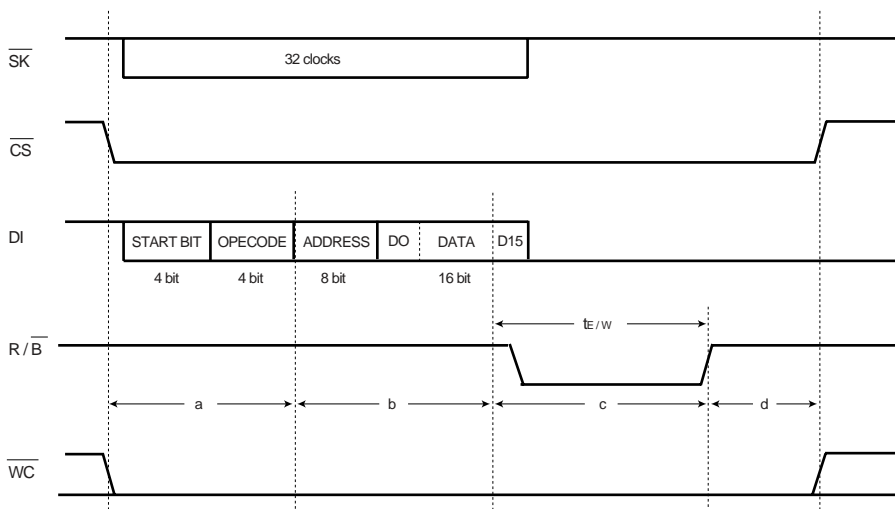 SK
32 clocks
CS
DI
START BIT OPECODE ADDRESS DO DATA D15
4 bit 4 bit 8 bit 16 bit
tE / W
R / B
a b c d
WC